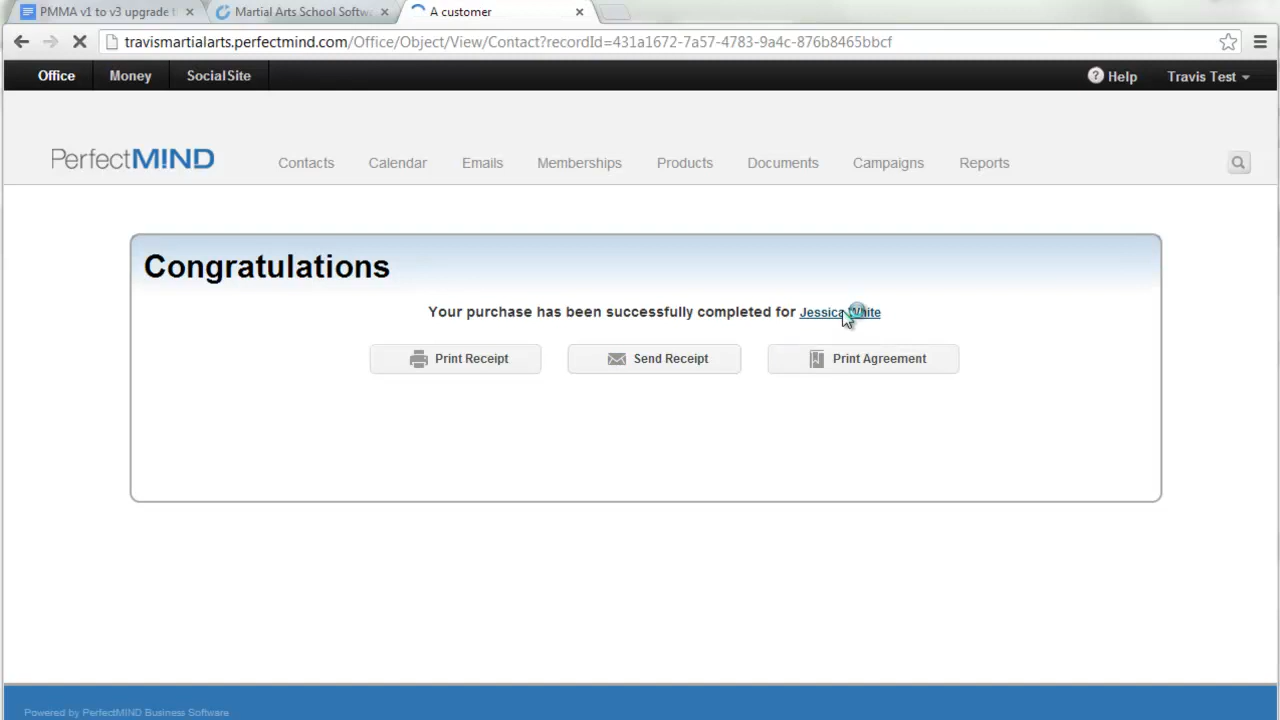 PMMA v1 to v3 upgrade t
Martial Arts School Softw
A customer
travismartialarts.perfectmind.com/Office/Object/View/Contact?recordId=431a1672-7a57-4783-9a4c-876b8465bbcf
Office Money SocialSite ? Help Travis Test
PerfectM!ND Contacts Calendar Emails Memberships Products Documents Campaigns Reports
Congratulations
Your purchase has been successfully completed for Jessica White
Print Receipt Send Receipt Print Agreement
Powered by PerfectMIND Business Software